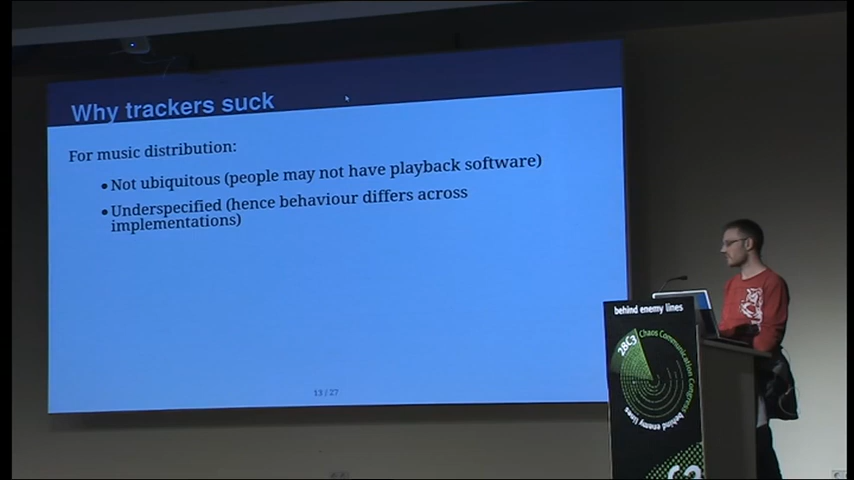 Why trackers suck
For music distribution:
• Not ubiquitous (people may not have playback software)
• Underspecified (hence behaviour differs across
implementations)
13 / 27
behind enemy lines
28C3
Chaos Communication Congress
behind enemy lines